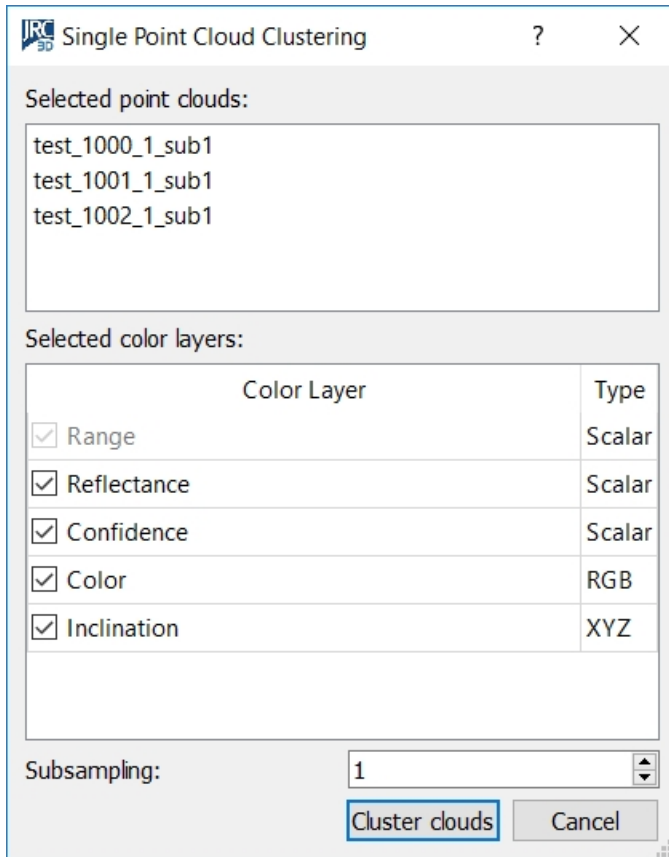 JRC 3D Single Point Cloud Clustering ?
Selected point clouds:
test_1000_1_sub1
test_1001_1_sub1
test_1002_1_sub1
Selected color layers:
Color Layer Type
Range Scalar
Reflectance Scalar
Confidence Scalar
Color RGB
Inclination XYZ
Subsampling: 1
Cluster clouds Cancel